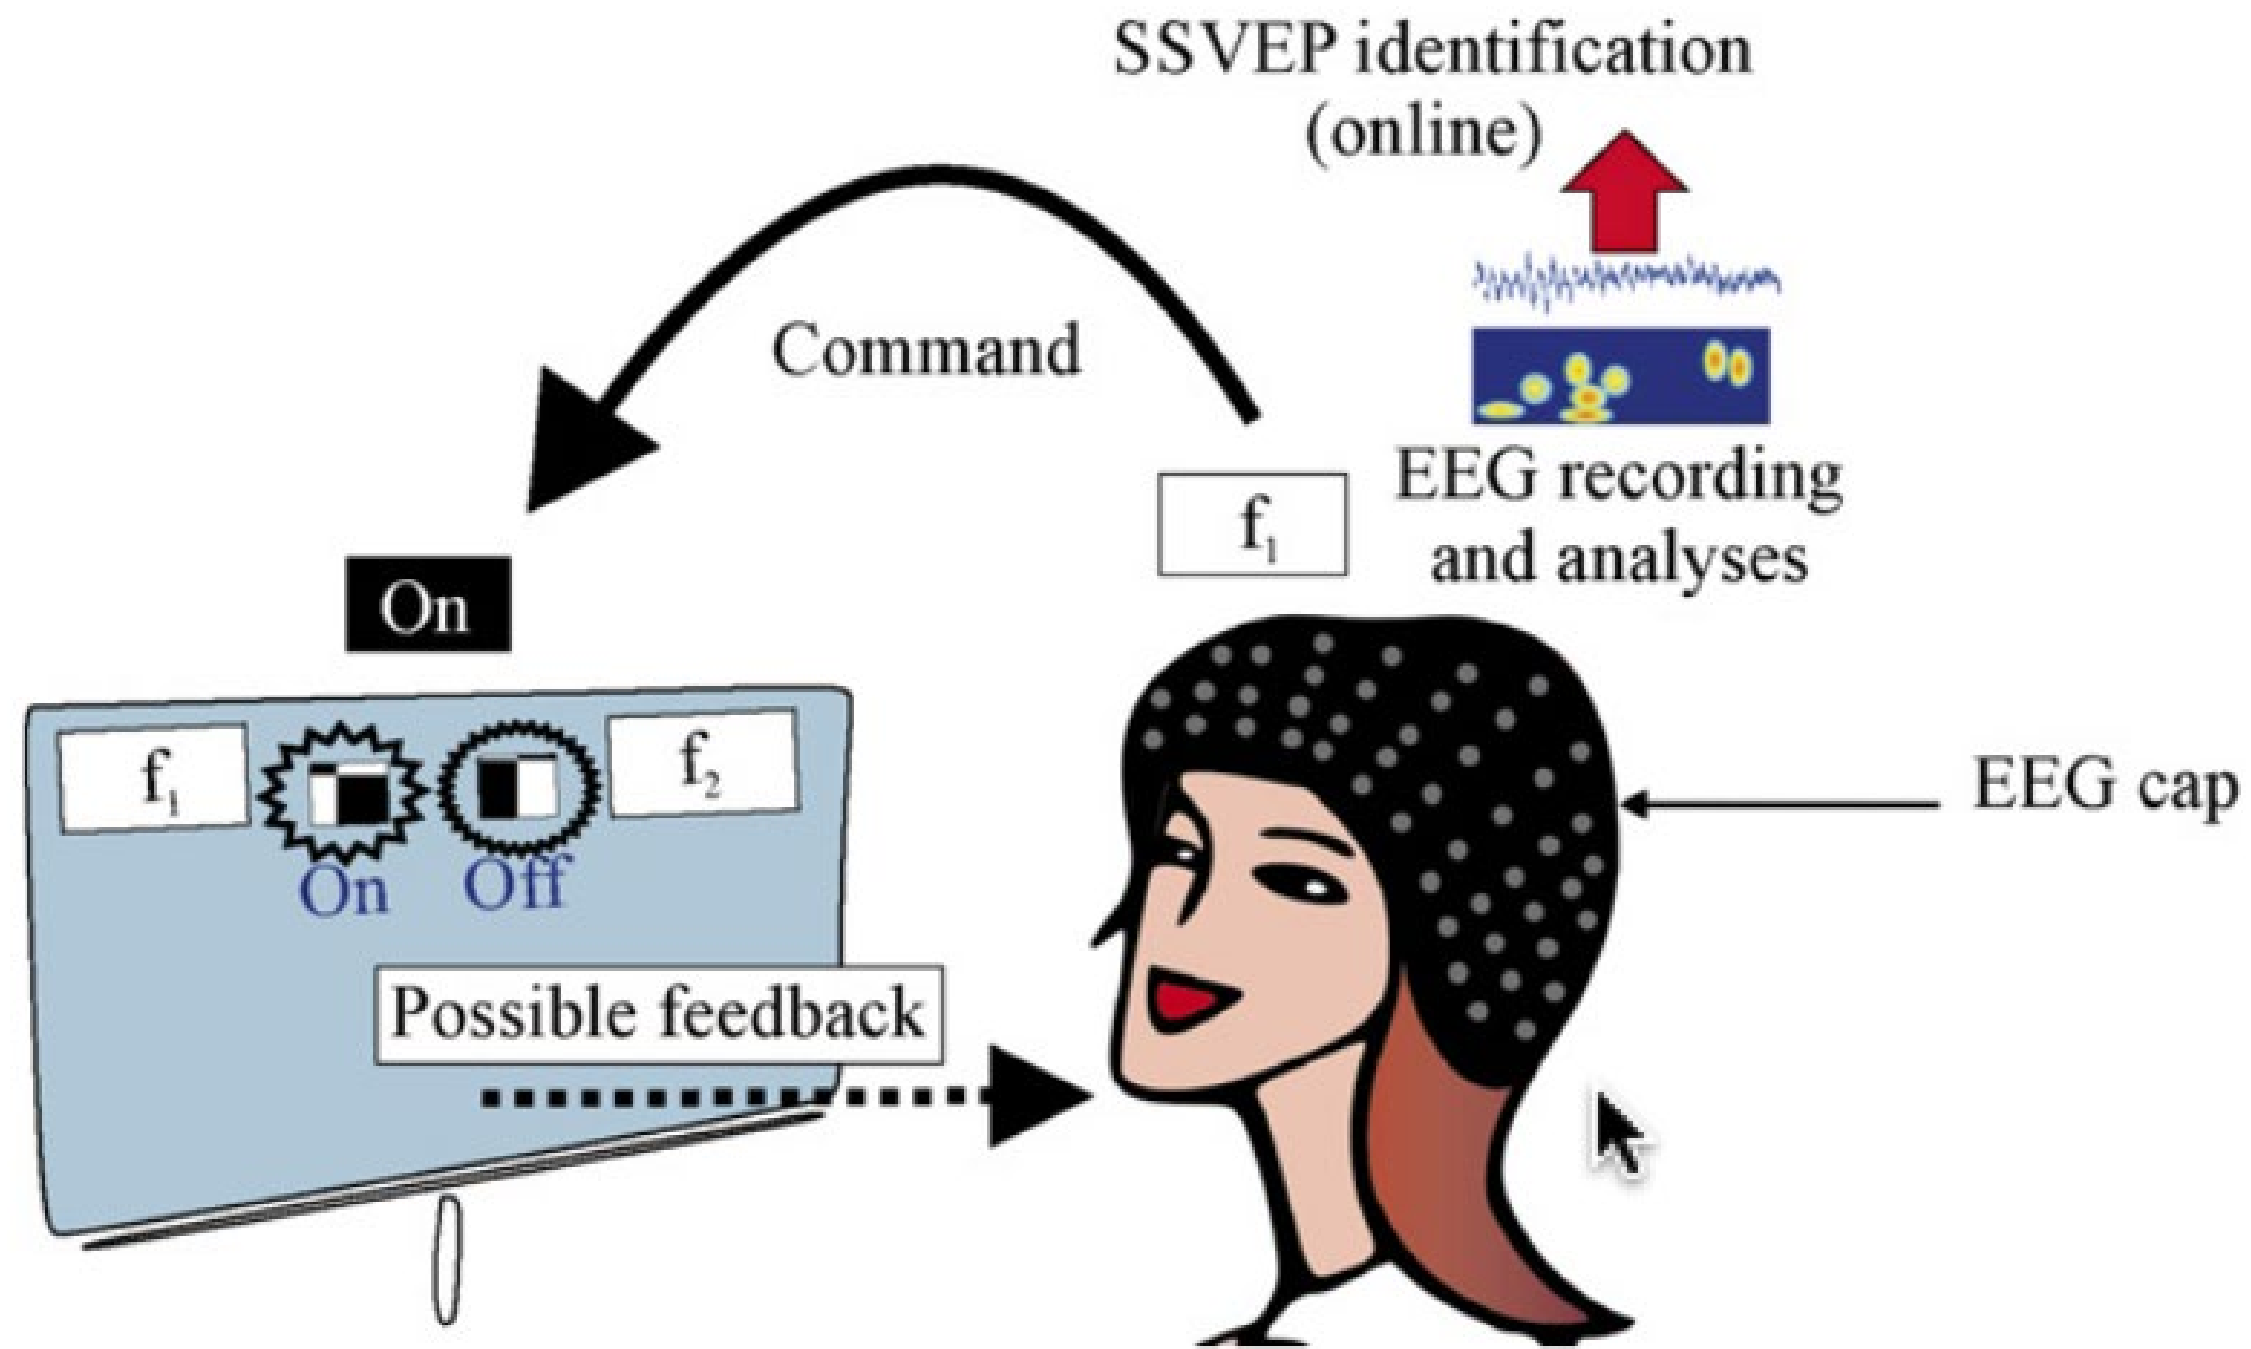 SSVEP identification
(online)
Command
EEG recording
and analyses
f₁
On
f₁
f₂
On
Off
EEG cap
Possible feedback